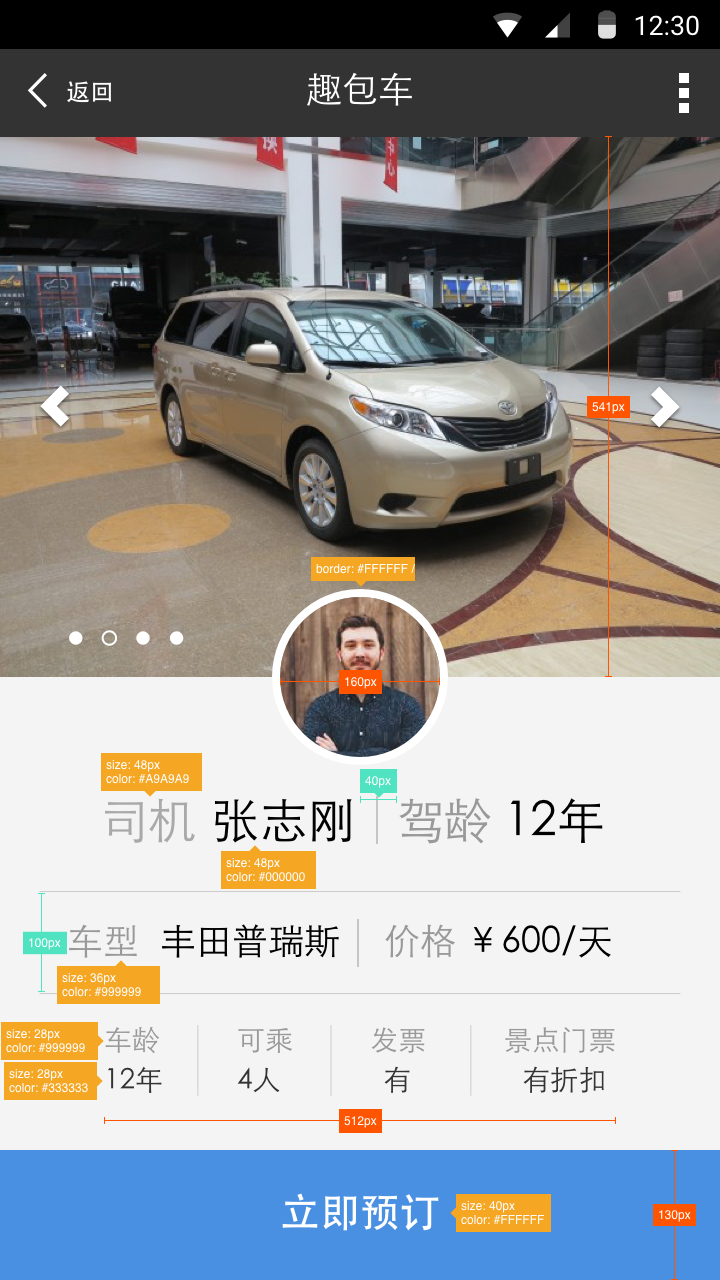 12:30
返回
趣包车
541px
border: #FFFFFF /
160px
size: 48px
color: #A9A9A9
40px
司机 张志刚 驾龄 12年
size: 48px
color: #000000
100px
车型 丰田普瑞斯 价格 ¥ 600/天
size: 36px
color: #999999
size: 28px
color: #999999
车龄 可乘 发票 景点门票
size: 28px
color: #333333
12年 4人 有 有折扣
512px
立即预订
size: 40px
color: #FFFFFF
130px